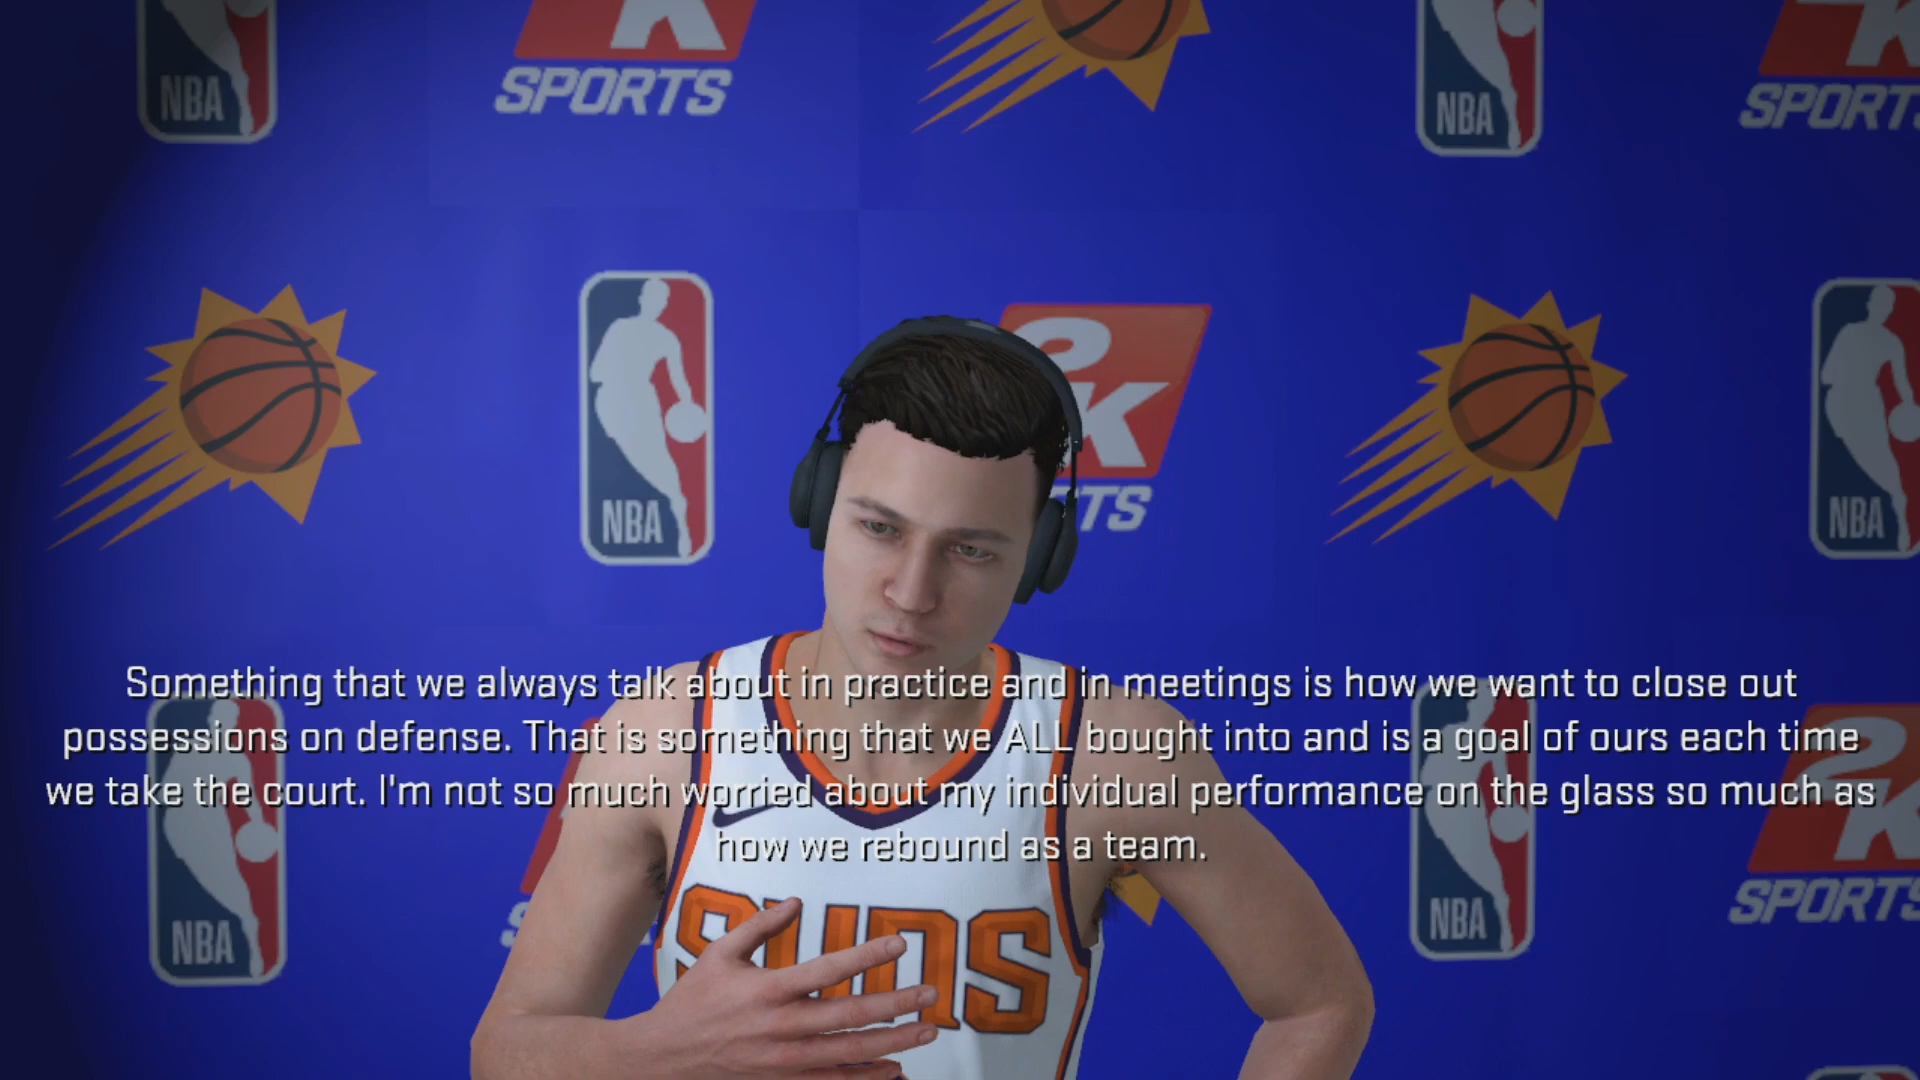 NBA
K
SPORTS
NBA
K
SPORTS
NBA
2K
TS
NBA
Something that we always talk about in practice and in meetings is how we want to close out
possessions on defense. That is something that we ALL bought into and is a goal of ours each time
we take the court. I'm not so much worried about my individual performance on the glass so much as
how we rebound as a team.
SUNS
NBA
NBA
2K
SPORTS